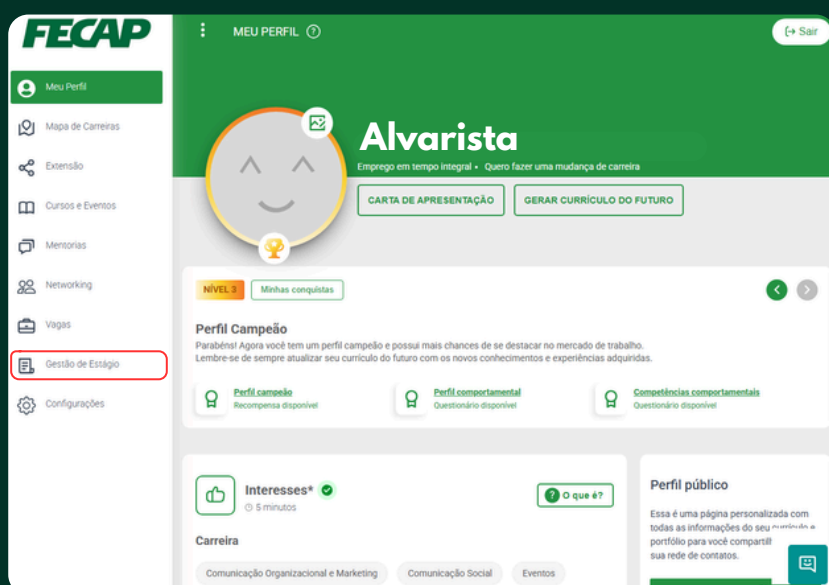 FECAP
MEU PERFIL ?
Sair
Meu Perfil
Mapa de Carreiras
Extensão
Cursos e Eventos
Mentorias
Networking
Vagas
Gestão de Estágio
Configurações
Alvarista
Emprego em tempo integral • Quero fazer uma mudança de carreira
CARTA DE APRESENTAÇÃO
GERAR CURRÍCULO DO FUTURO
NÍVEL 3
Minhas conquistas
Perfil Campeão
Parabéns! Agora você tem um perfil campeão e possui mais chances de se destacar no mercado de trabalho.
Lembre-se de sempre atualizar seu currículo do futuro com os novos conhecimentos e experiências adquiridas.
Perfil campeão
Recompensa disponível
Perfil comportamental
Questionário disponível
Competências comportamentais
Questionário disponível
Interesses*
5 minutos
? O que é?
Carreira
Comunicação Organizacional e Marketing
Comunicação Social
Eventos
Perfil público
Essa é uma página personalizada com
todas as informações do seu currículo e
portfólio para você
sua rede de contatos.